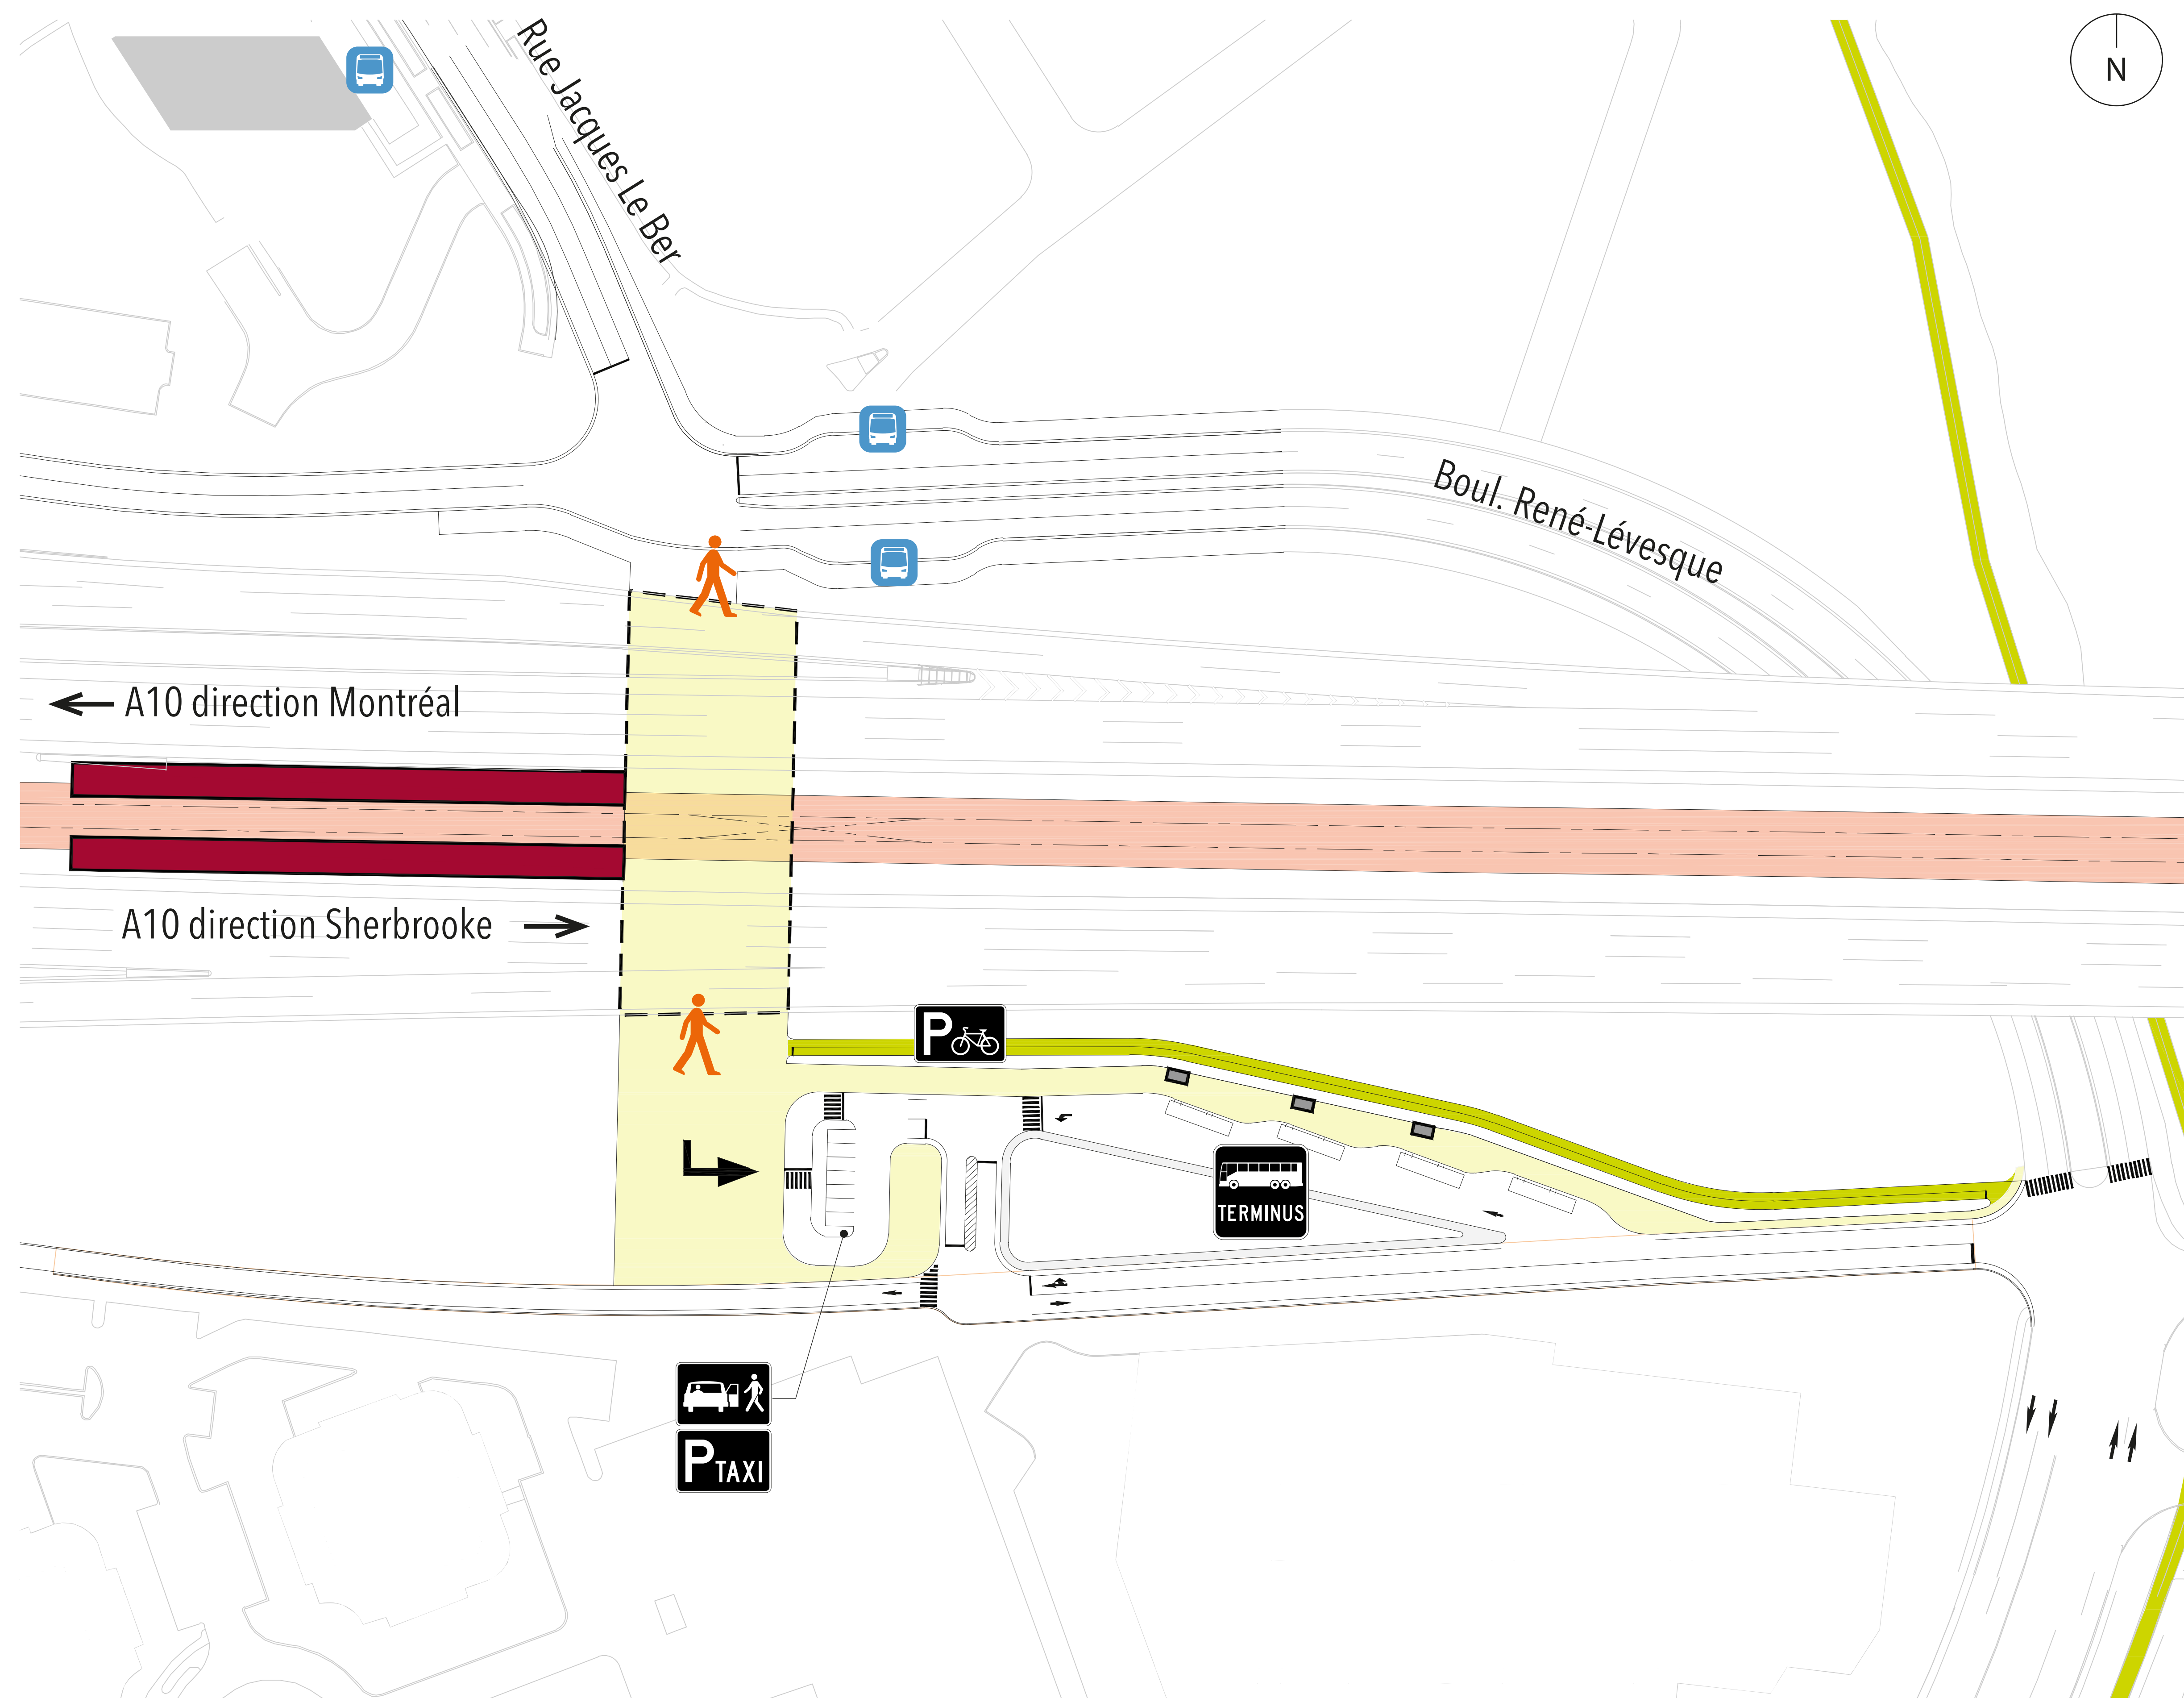 N
Rue Jacques Le Ber
Boul. René-Lévesque
A10 direction Montréal
A10 direction Sherbrooke
P
TERMINUS
P TAXI